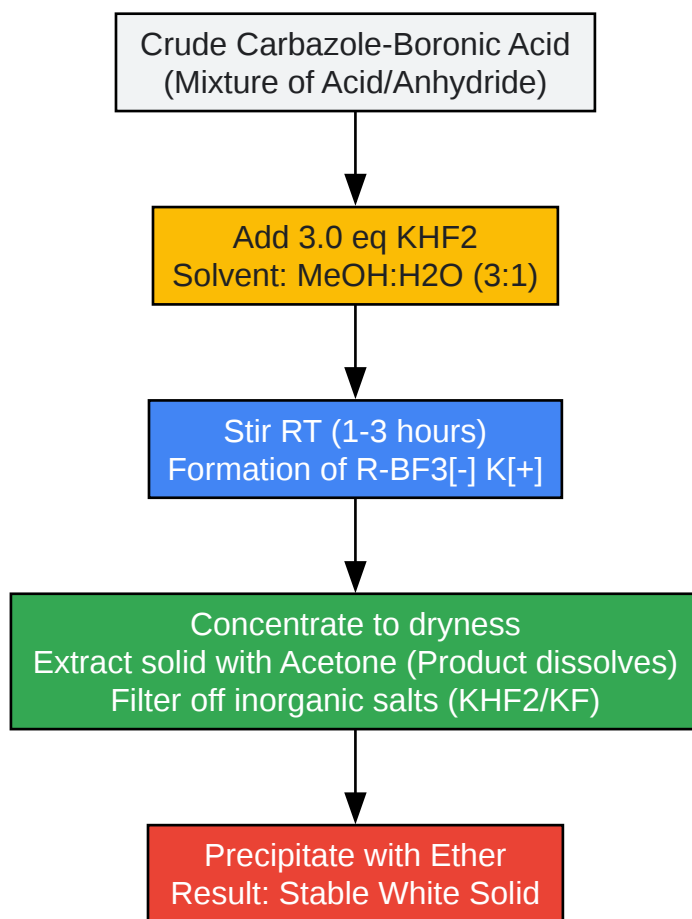 Crude Carbazole-Boronic Acid
(Mixture of Acid/Anhydride)
Add 3.0 eq KHF2
Solvent: MeOH:H2O (3:1)
Stir RT (1-3 hours)
Formation of R-BF3[-] K[+]
Concentrate to dryness
Extract solid with Acetone (Product dissolves)
Filter off inorganic salts (KHF2/KF)
Precipitate with Ether
Result: Stable White Solid